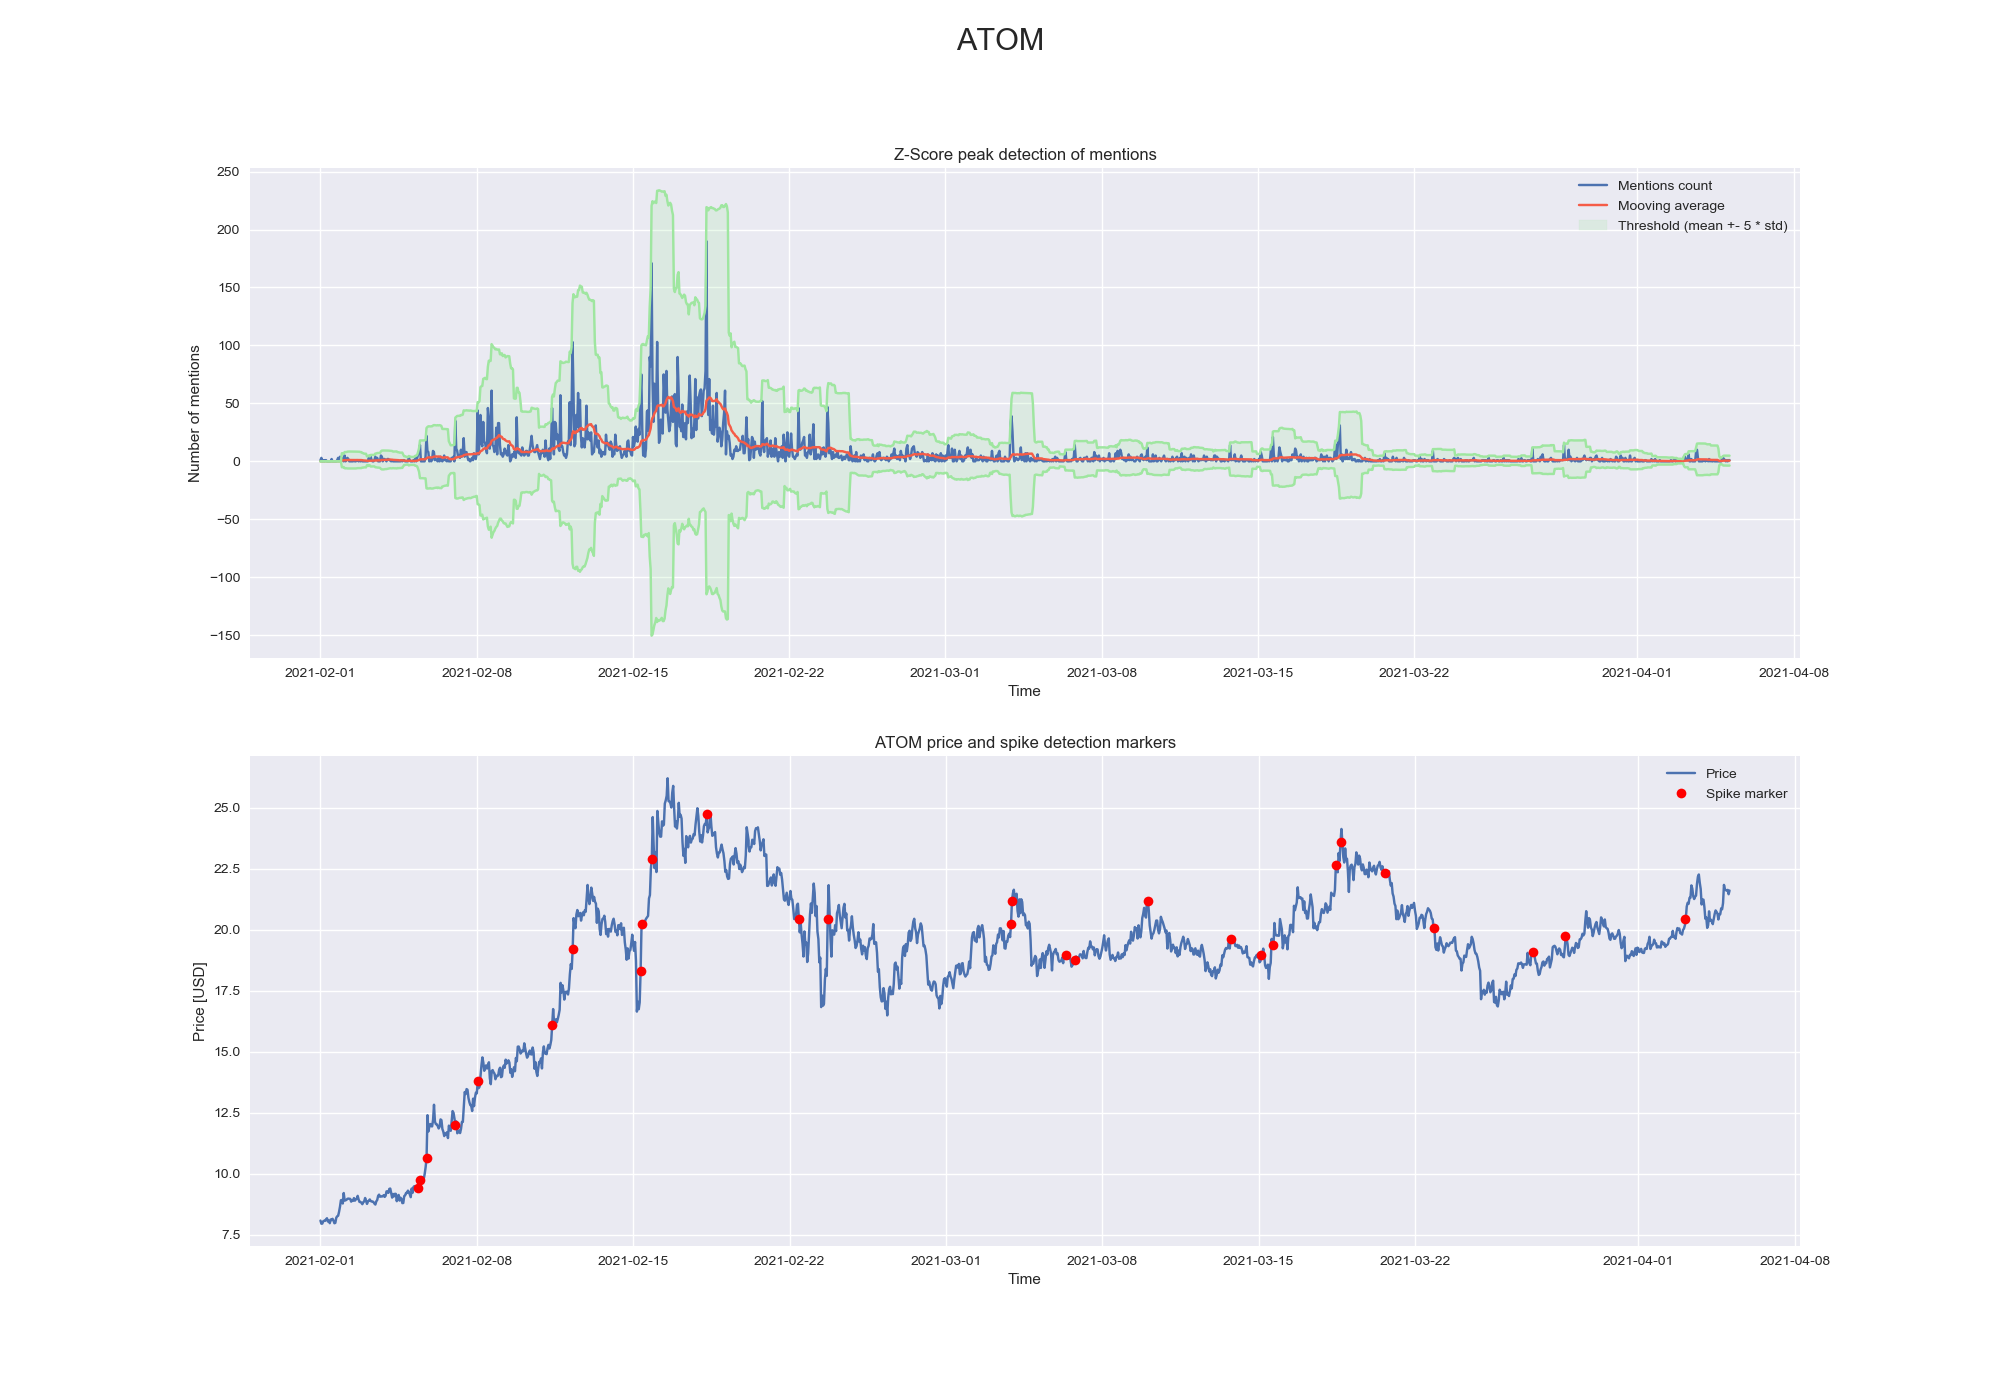 ATOM
Z-Score peak detection of mentions
250
200
150
100
50
0
−50
−100
−150
Number of mentions
Mentions count
Mooving average
Threshold (mean +- 5 * std)
2021-02-01 2021-02-08 2021-02-15 2021-02-22 2021-03-01 2021-03-08 2021-03-15 2021-03-22 2021-04-01 2021-04-08
Time
ATOM price and spike detection markers
25.0
22.5
20.0
17.5
15.0
12.5
10.0
7.5
Price [USD]
Price
Spike marker
2021-02-01 2021-02-08 2021-02-15 2021-02-22 2021-03-01 2021-03-08 2021-03-15 2021-03-22 2021-04-01 2021-04-08
Time